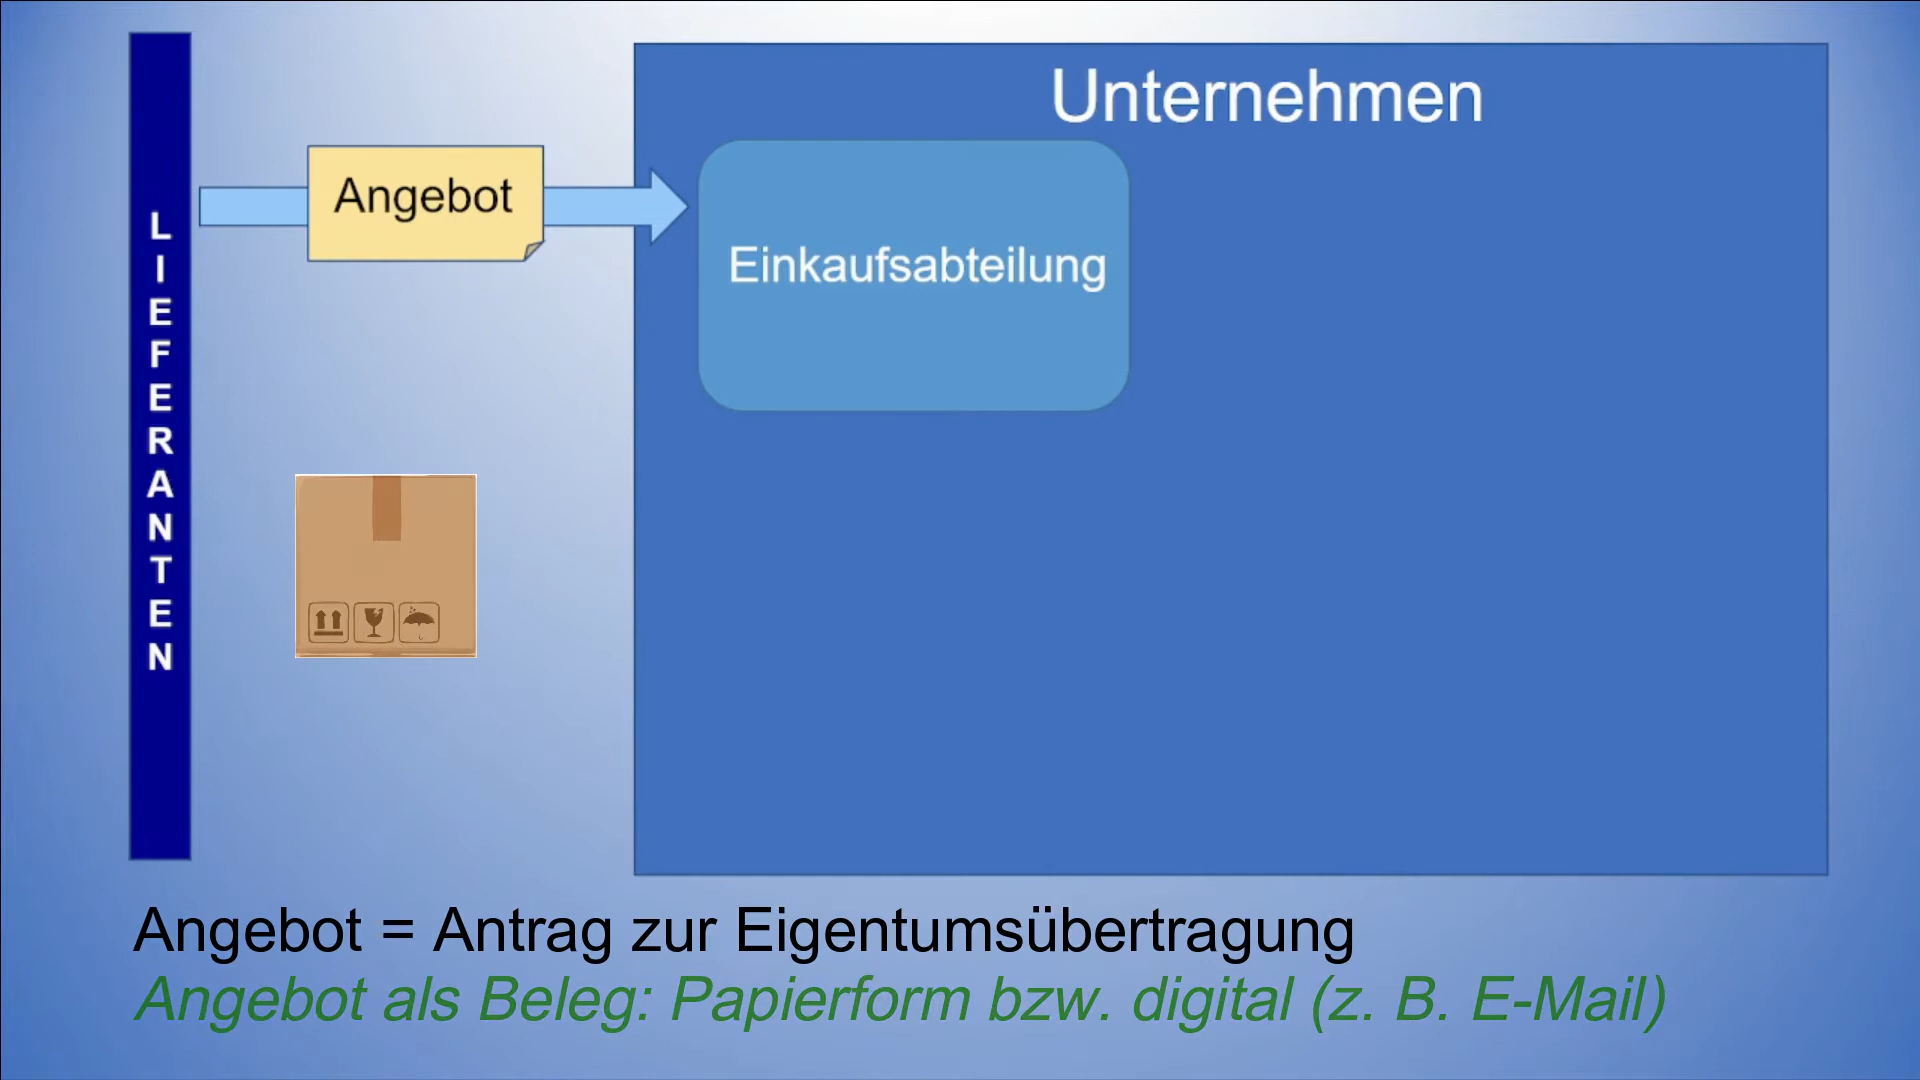 Unternehmen
LIEFERANTEN
Angebot
Einkaufsabteilung
Angebot = Antrag zur Eigentumsübertragung
Angebot als Beleg: Papierform bzw. digital (z. B. E-Mail)